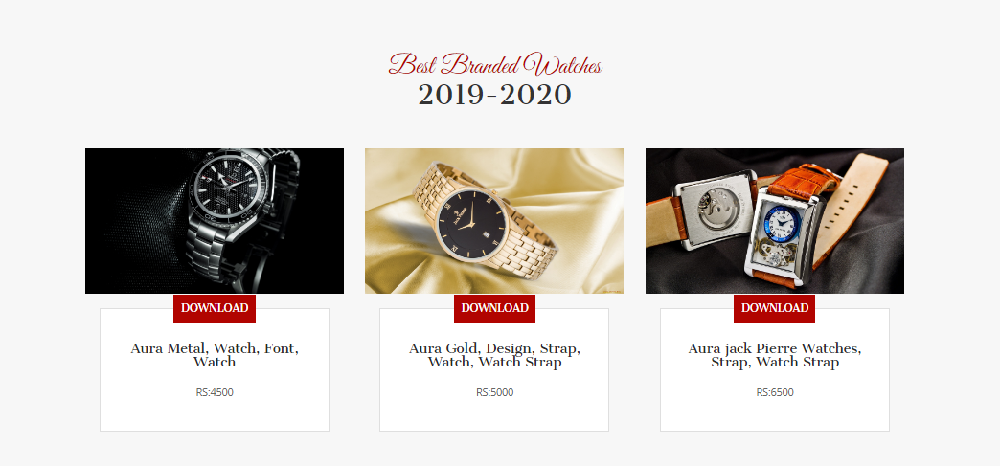 Best Branded Watches
2019-2020
DOWNLOAD
Aura Metal, Watch, Font,
Watch
RS:4500
DOWNLOAD
Aura Gold, Design, Strap,
Watch, Watch Strap
RS:5000
DOWNLOAD
Aura jack Pierre Watches,
Strap, Watch Strap
RS:6500